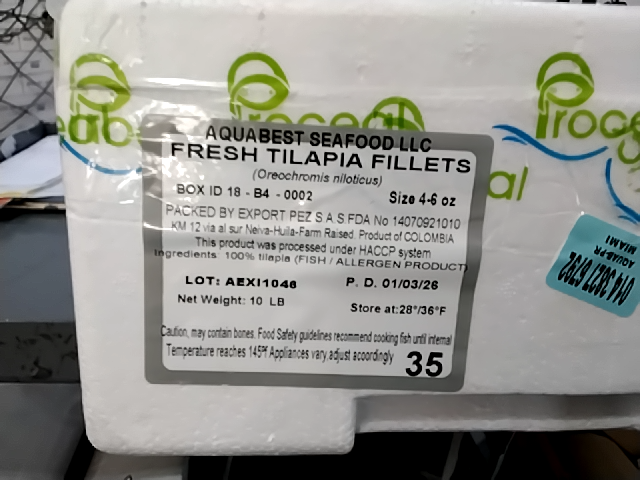 AQUABEST SEAFOOD LLC
FRESH TILAPIA FILLETS
(Oreochromis niloticus)
BOX ID 18 - B4 - 0002 Size 4-6 oz
PACKED BY EXPORT PEZ S.A.S FDA No 14070921010
KM 12 via al sur Neiva-Huila-Farm Raised. Product of COLOMBIA
This product was processed under HACCP system
Ingredients: 100% tilapia (FISH / ALLERGEN PRODUCT)
LOT: AEXI1046 P. D. 01/03/26
Net Weight: 10 LB Store at:28°/36°F
Caution, may contain bones. Food Safety guidelines recommend cooking fish until internal
Temperature reaches 145°F Appliances vary,adjust acordingly
35
MIAMI